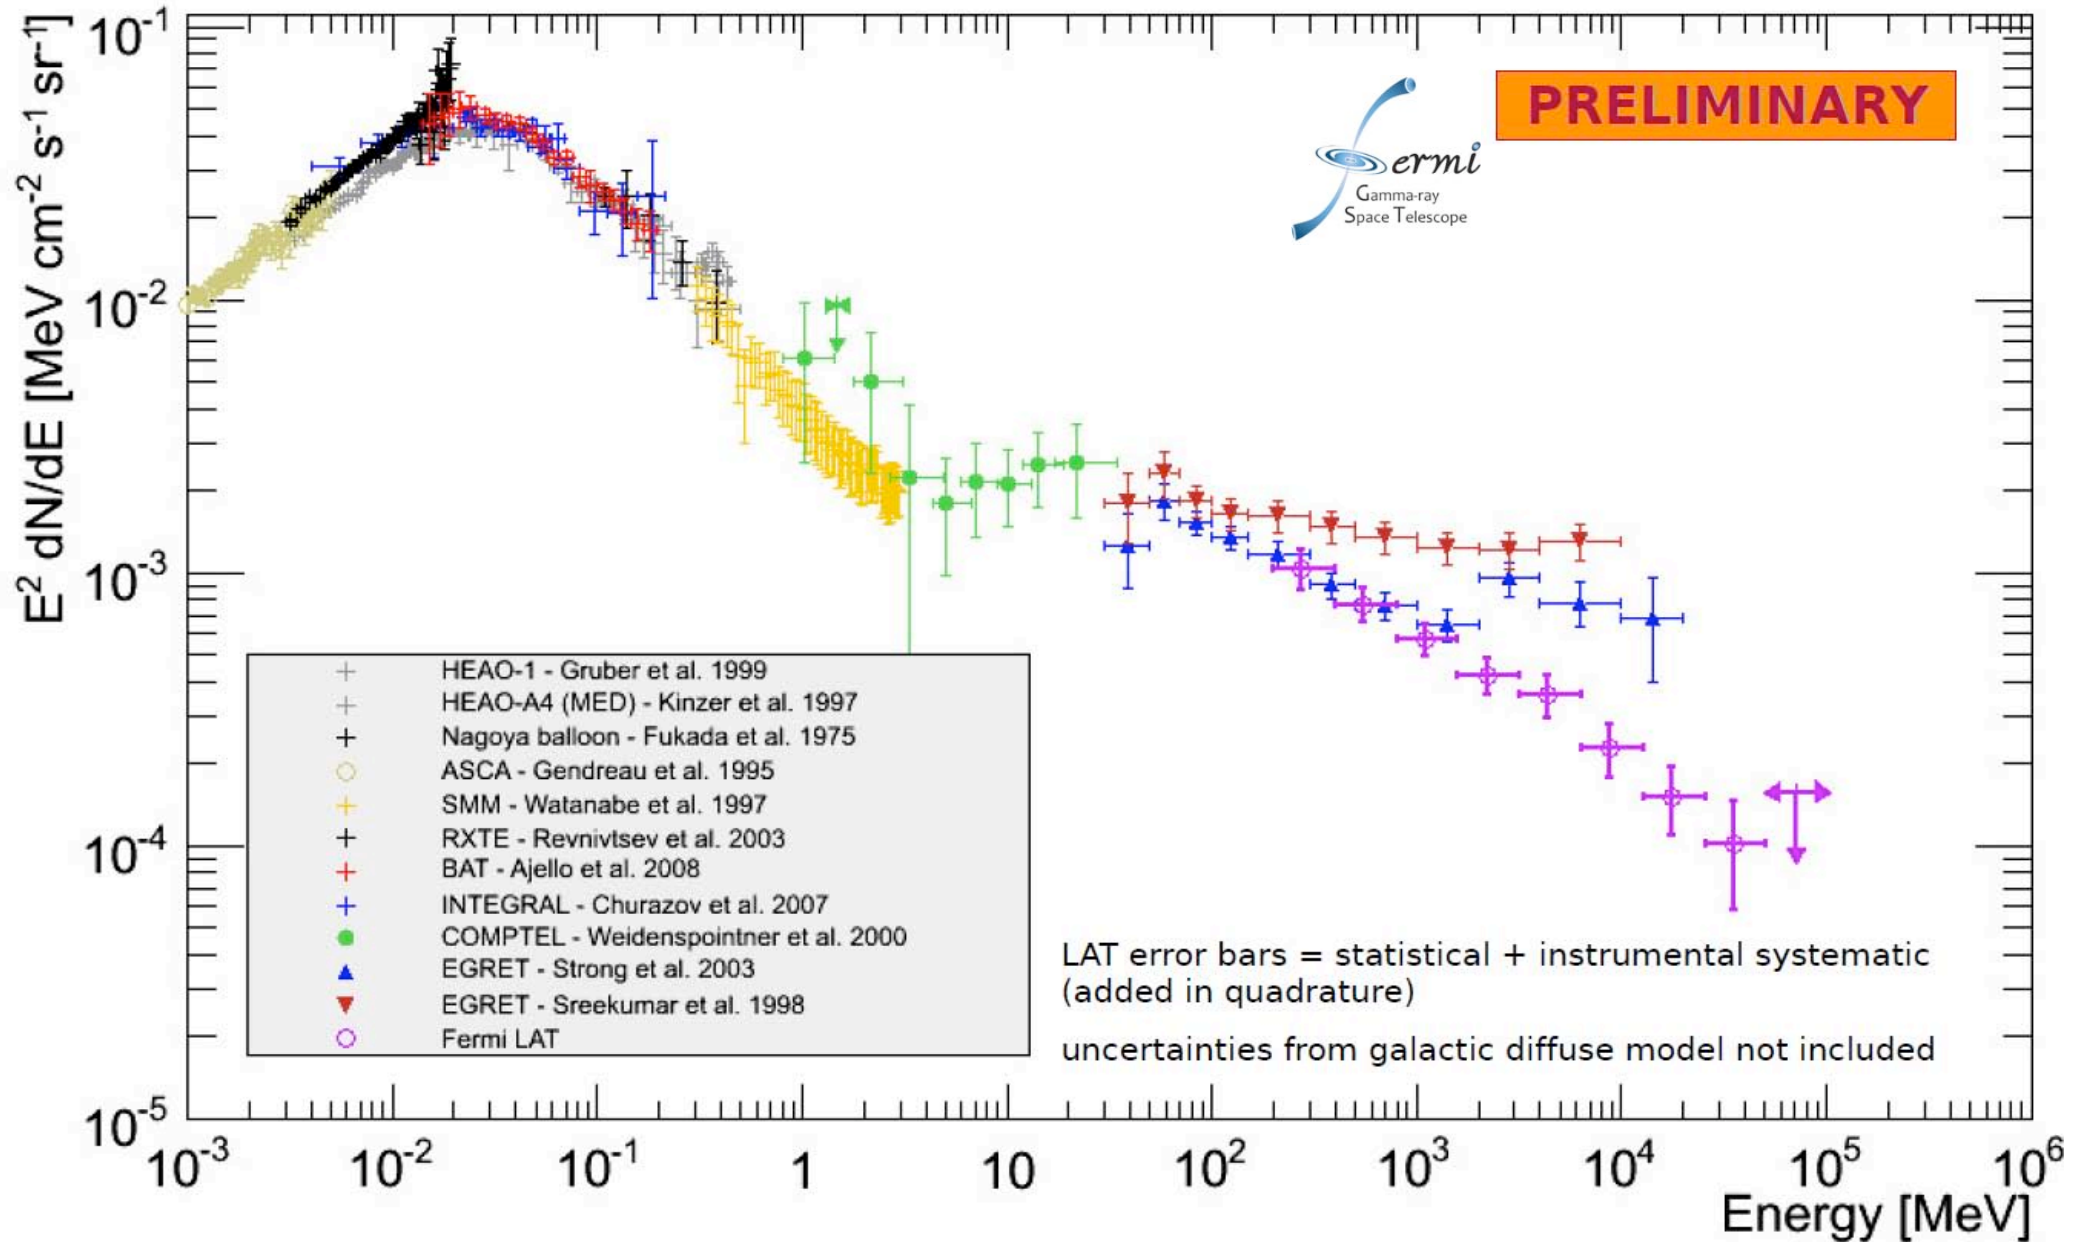 E² dN/dE [MeV cm⁻² s⁻¹ sr⁻¹]
10⁻¹
10⁻²
10⁻³
10⁻⁴
10⁻⁵
PRELIMINARY
ermi
Gamma-ray
Space Telescope
HEAO-1 - Gruber et al. 1999
HEAO-A4 (MED) - Kinzer et al. 1997
Nagoya balloon - Fukada et al. 1975
ASCA - Gendreau et al. 1995
SMM - Watanabe et al. 1997
RXTE - Revnivtsev et al. 2003
BAT - Ajello et al. 2008
INTEGRAL - Churazov et al. 2007
COMPTEL - Weidenspointner et al. 2000
EGRET - Strong et al. 2003
EGRET - Sreekumar et al. 1998
Fermi LAT
LAT error bars = statistical + instrumental systematic
(added in quadrature)
uncertainties from galactic diffuse model not included
10⁻³ 10⁻² 10⁻¹ 1 10 10² 10³ 10⁴ 10⁵ 10⁶
Energy [MeV]